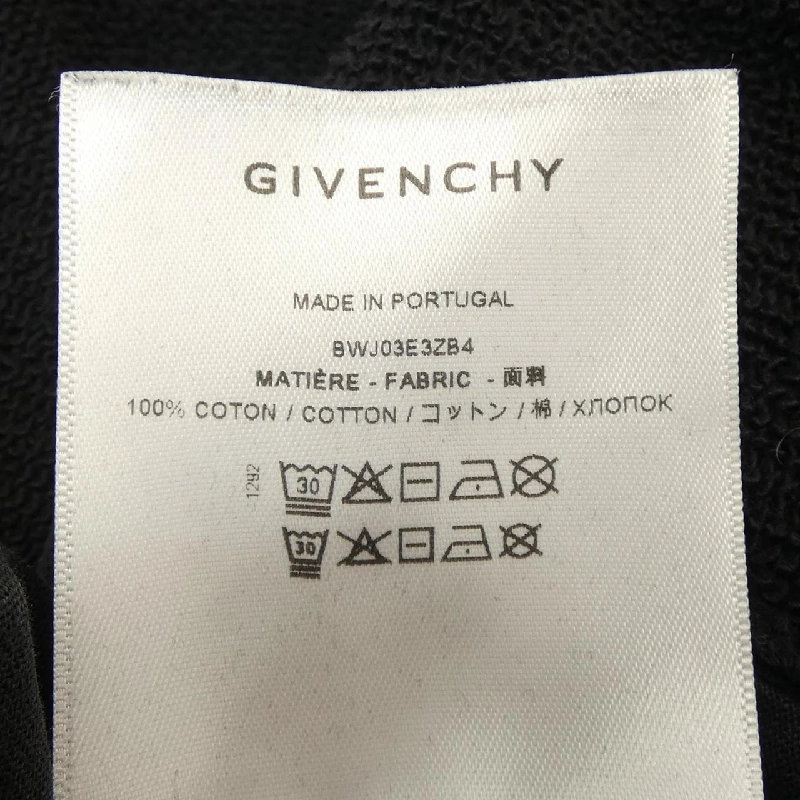 GIVENCHY
MADE IN PORTUGAL
BWJ03E3ZB4
MATIÈRE - FABRIC - 面料
100% COTON / COTTON / コットン / 棉 / ХЛОПОК
1292
30
30